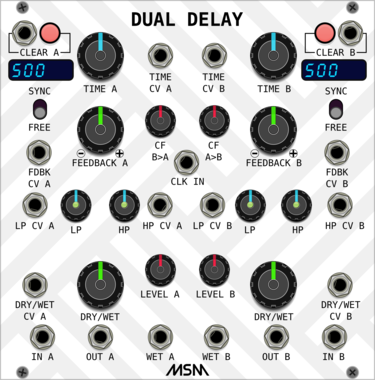 DUAL DELAY
CLEAR A
CLEAR B
500
500
TIME A
TIME
CV A
TIME
CV B
TIME B
SYNC
SYNC
FREE
FREE
FEEDBACK A
CF
B>A
CF
A>B
FEEDBACK B
FDBK
CV A
CLK IN
FDBK
CV B
LP CV A
LP
HP
HP CV A
LP CV B
LP
HP
HP CV B
DRY/WET
CV A
DRY/WET
LEVEL A
LEVEL B
DRY/WET
DRY/WET
CV B
IN A
OUT A
WET A
WET B
OUT B
IN B
MSM